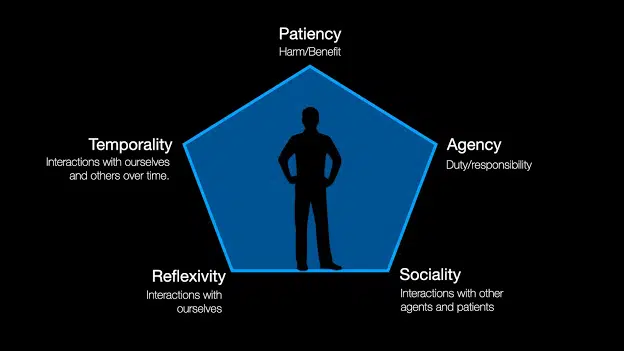 Patiency
Harm/Benefit
Temporality
Interactions with ourselves
and others over time.
Agency
Duty/responsibility
Reflexivity
Interactions with
ourselves
Sociality
Interactions with other
agents and patients